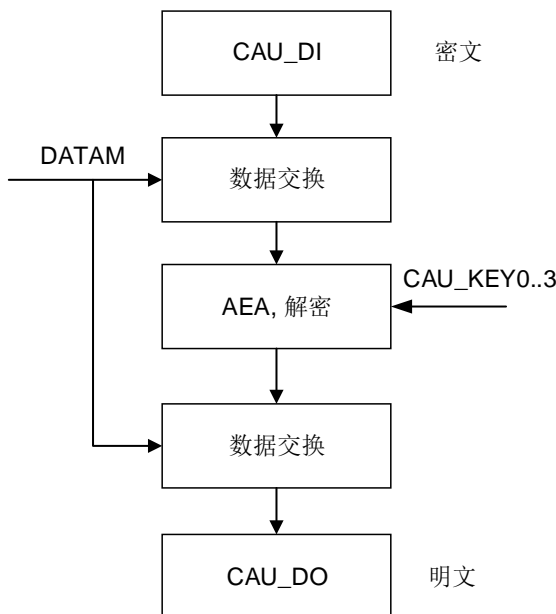 CAU_DI 密文
DATAM
数据交换
CAU_KEY0..3
AEA, 解密
数据交换
CAU_DO 明文